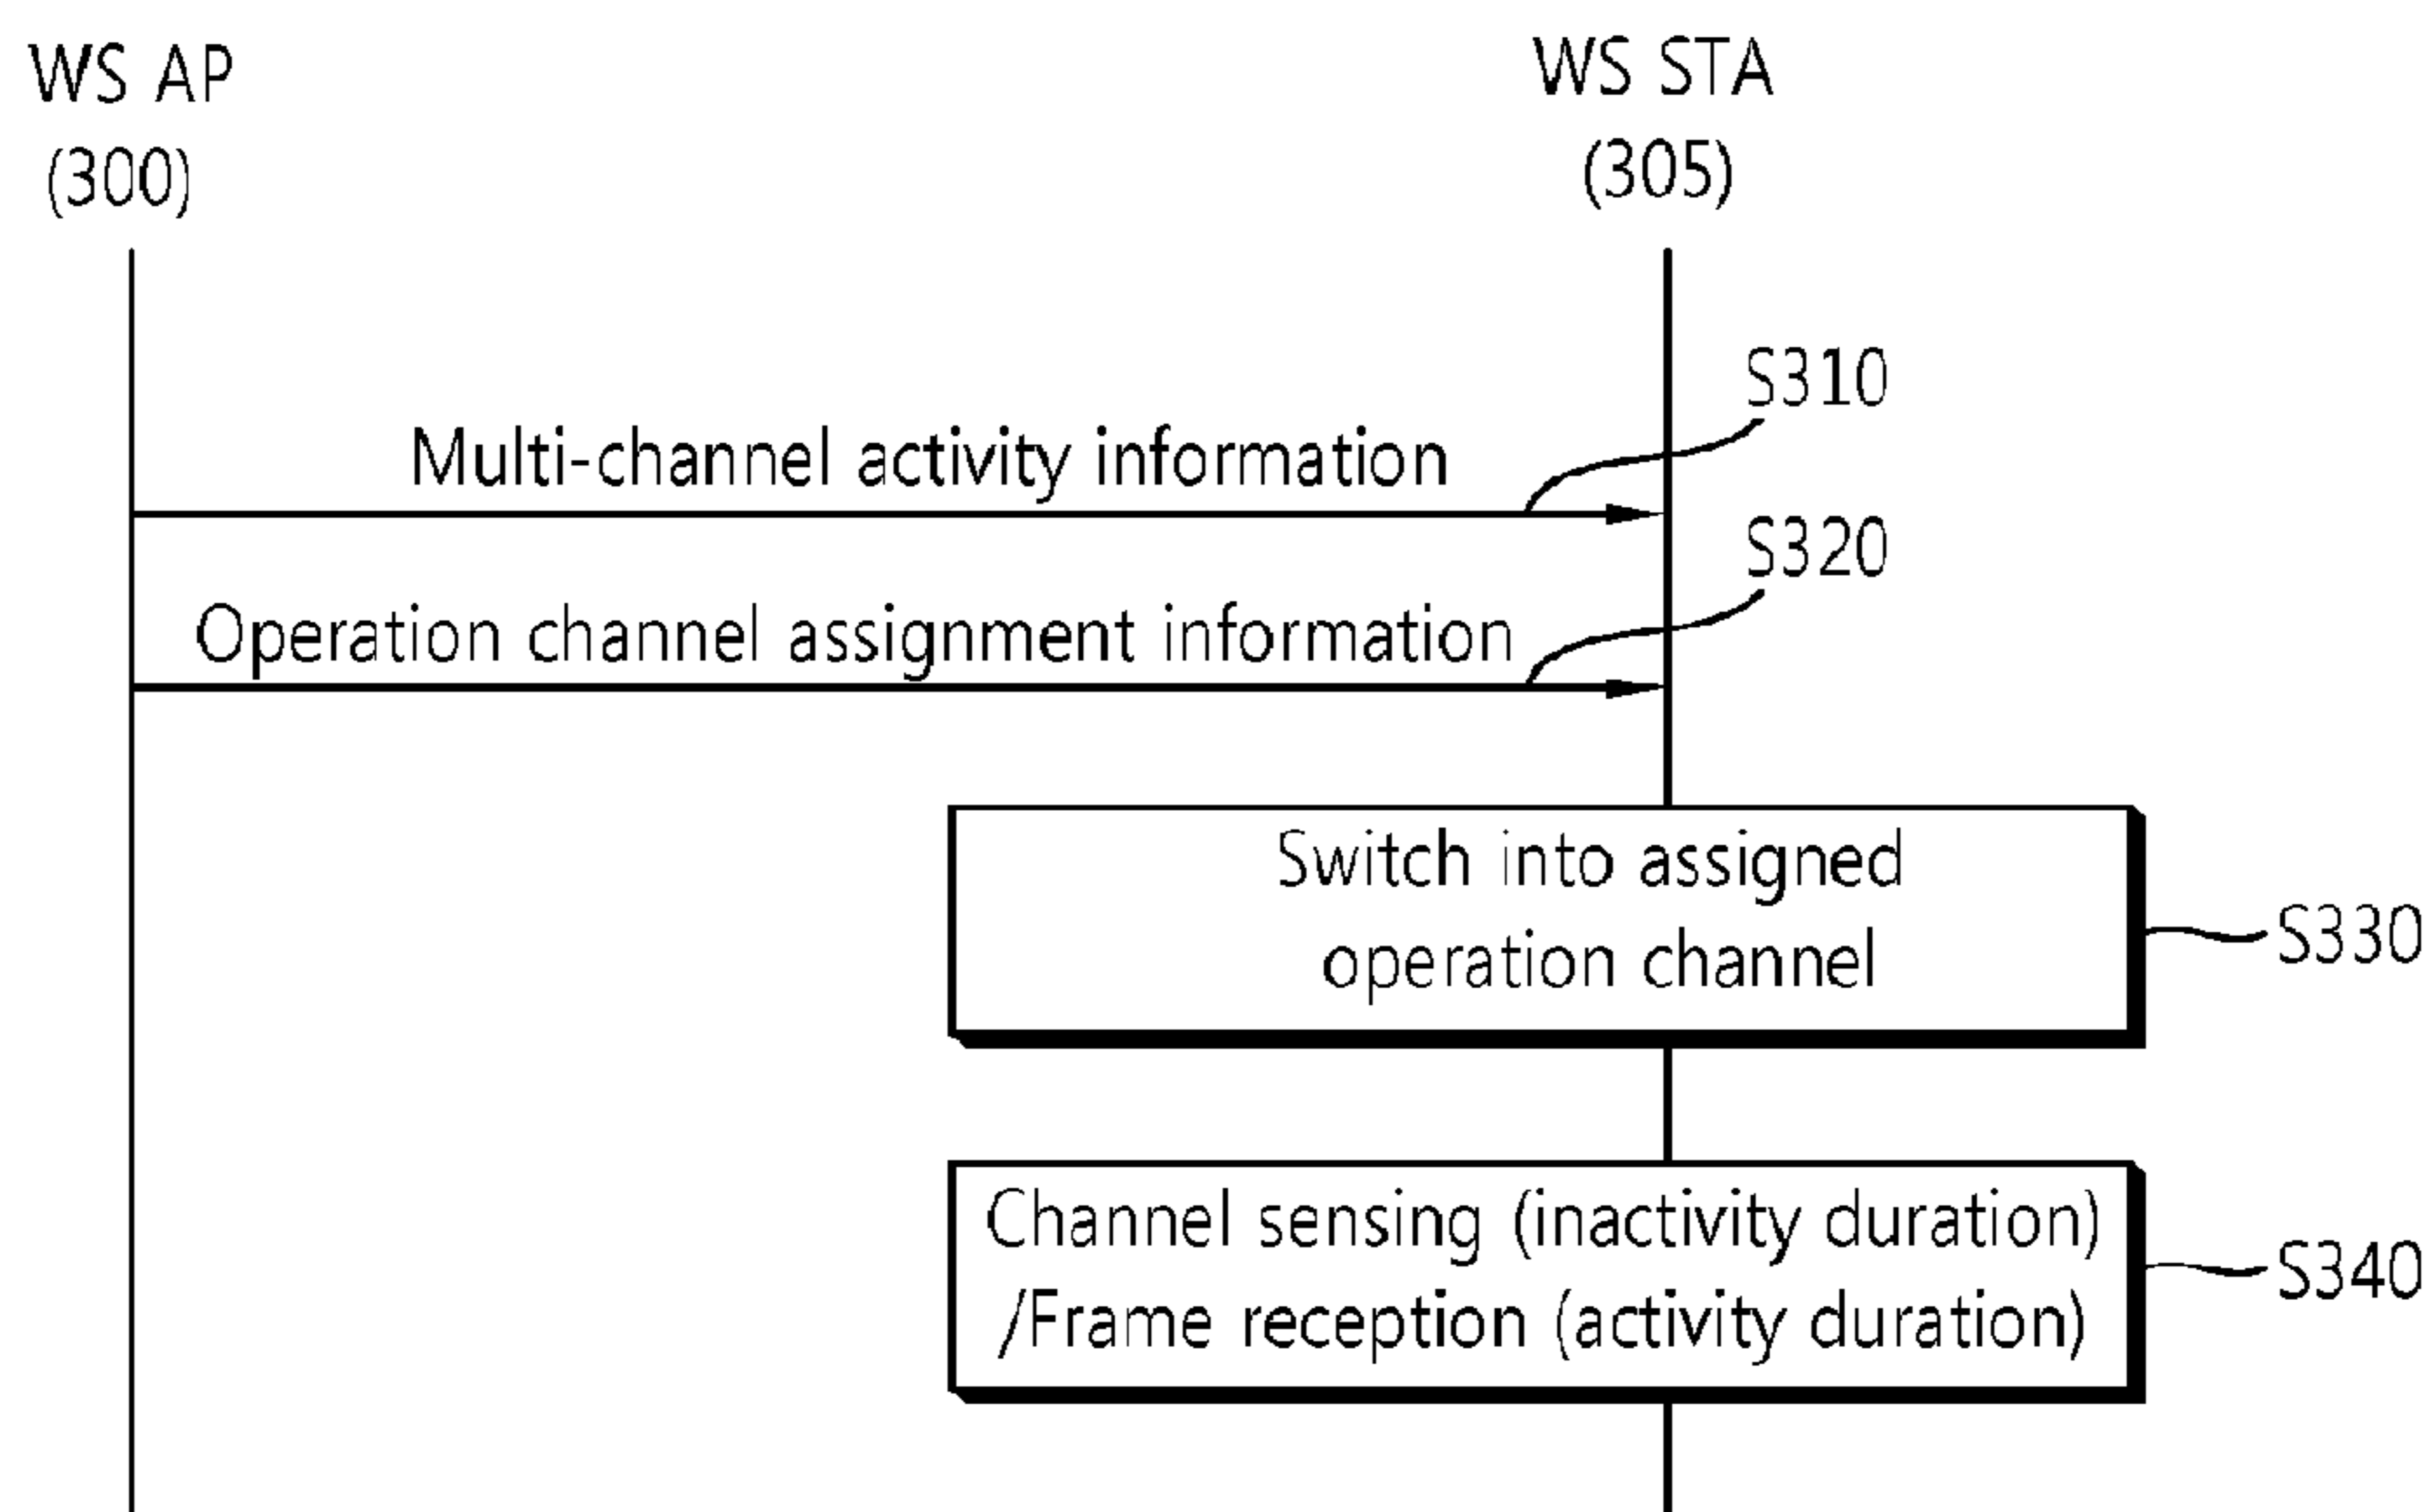 WS AP
(300)
WS STA
(305)
S310
Multi-channel activity information
S320
Operation channel assignment information
Switch into assigned
operation channel
S330
Channel sensing (inactivity duration)
/Frame reception (activity duration)
S340